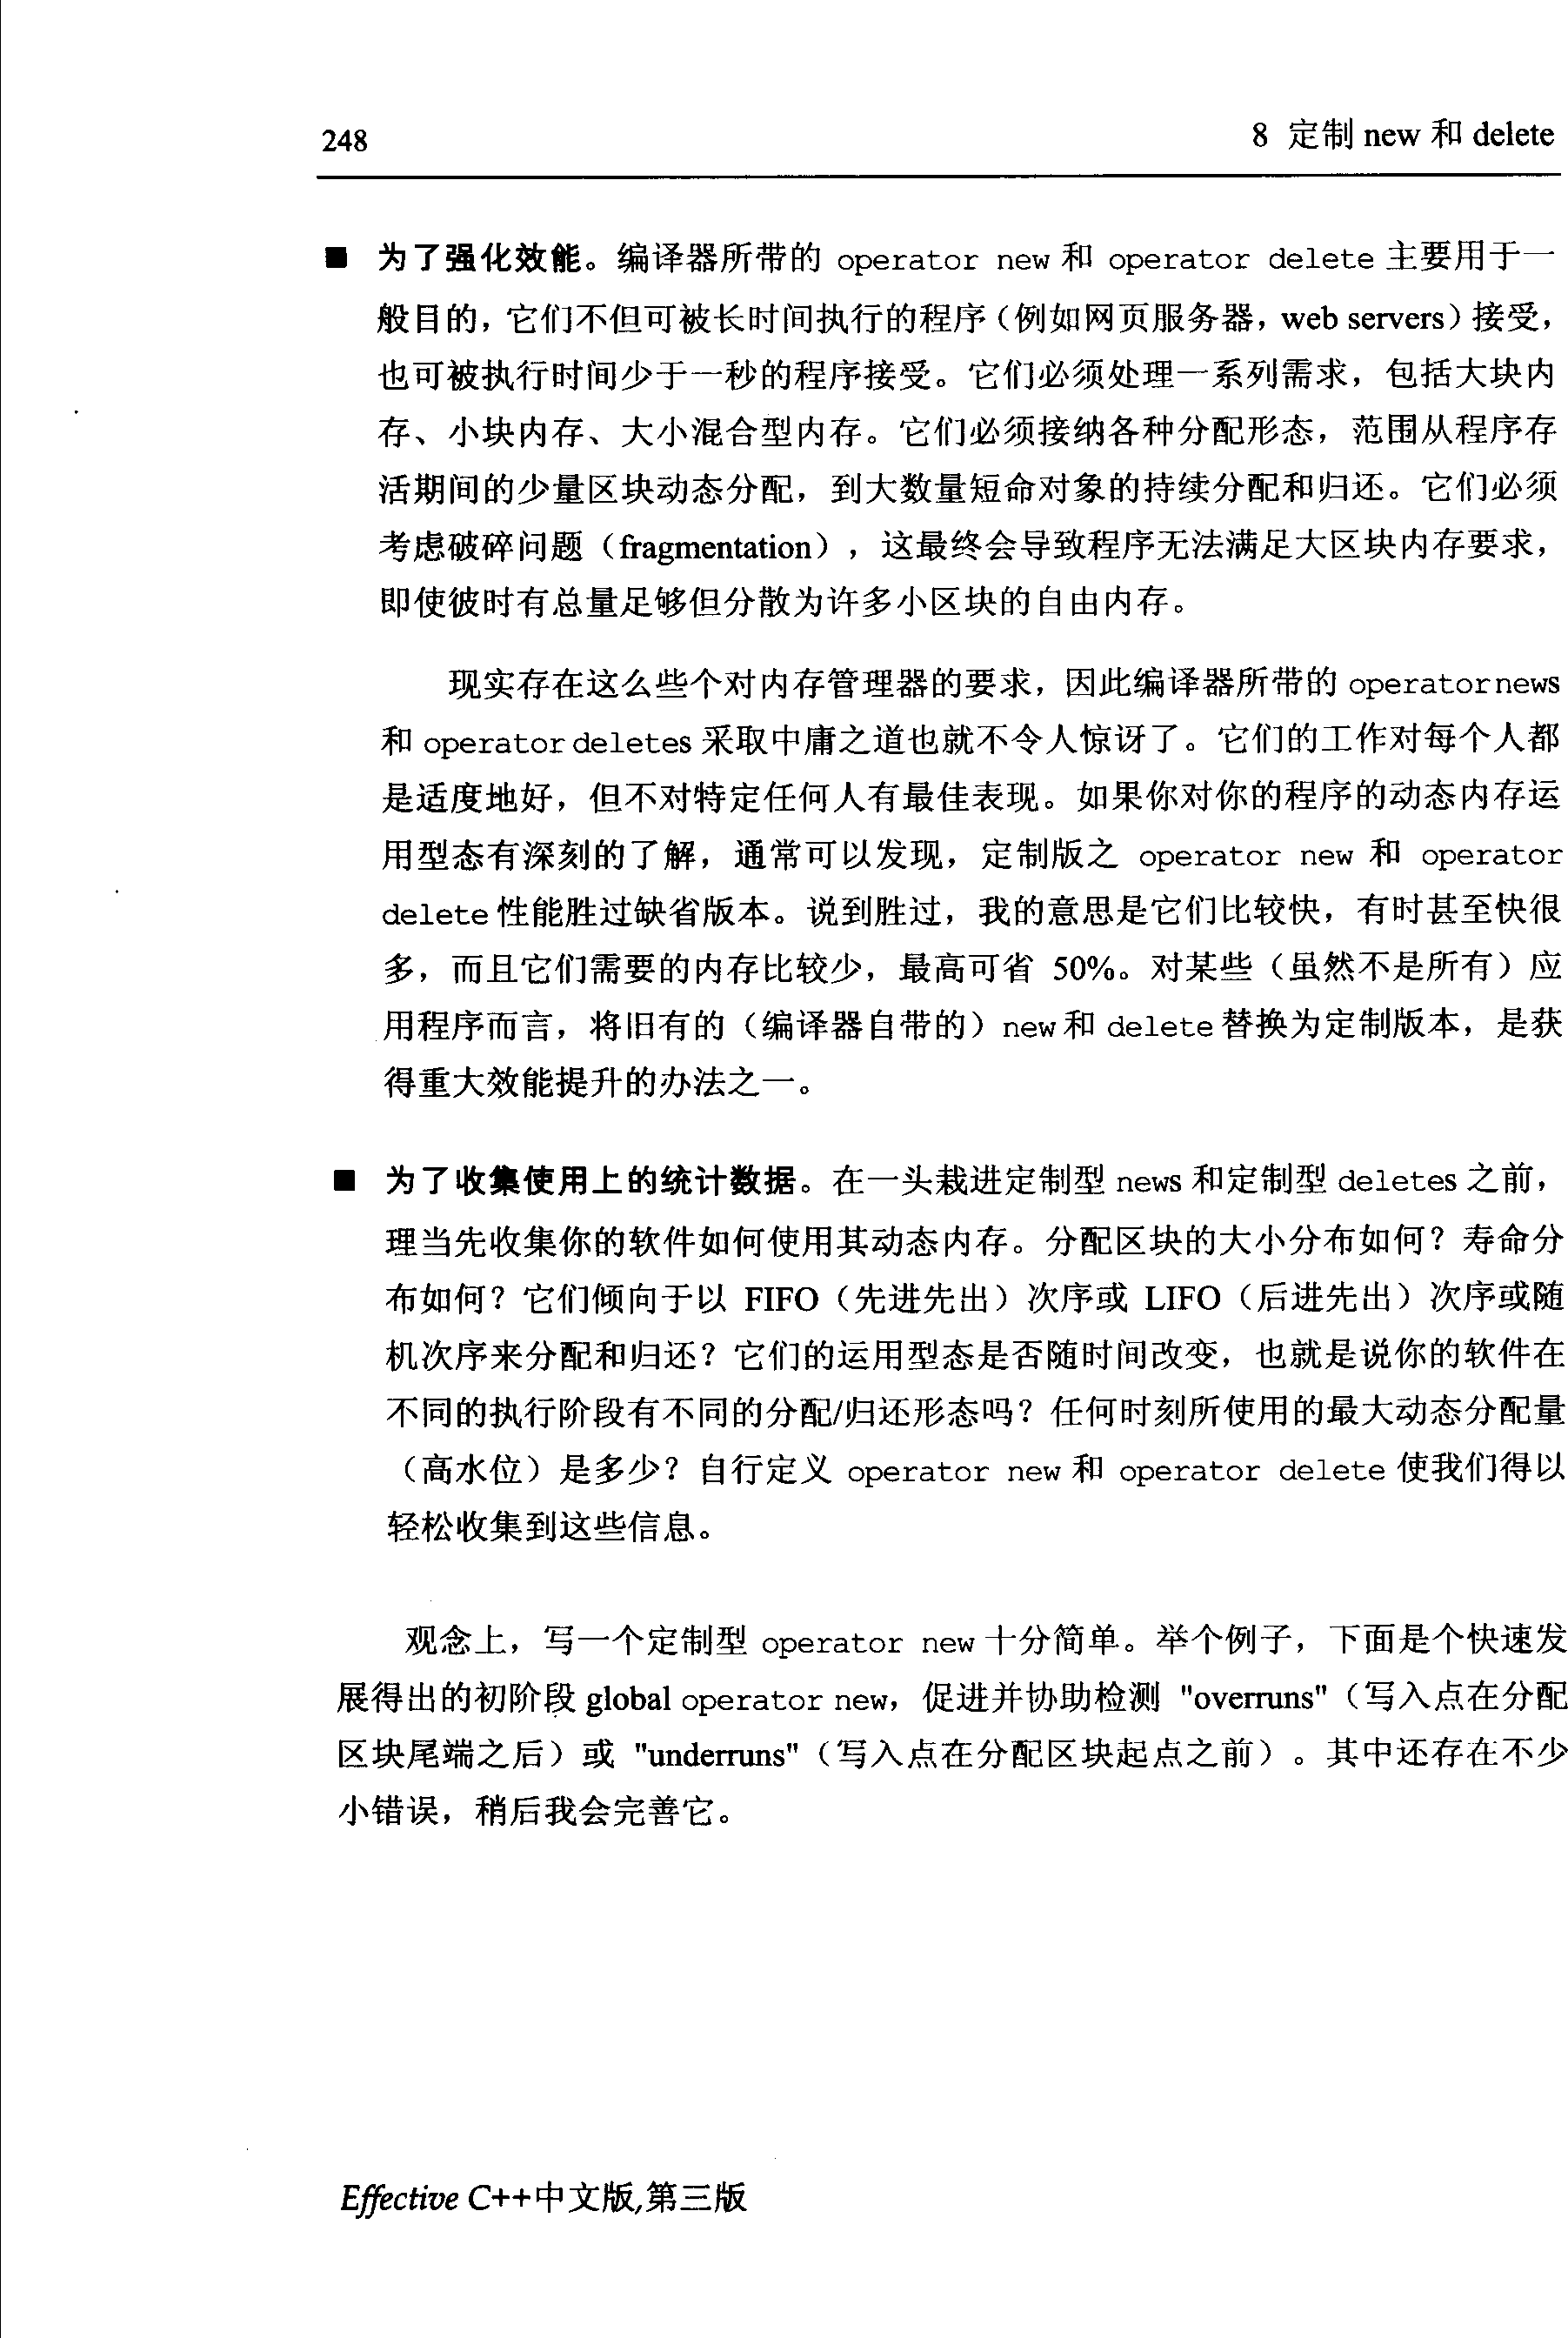 248
8 定制 new 和 delete
■ 为了强化效能。编译器所带的 operator new 和 operator delete 主要用于一
般目的，它们不但可被长时间执行的程序（例如网页服务器，web servers）接受，
也可被执行时间少于一秒的程序接受。它们必须处理一系列需求，包括大块内
存、小块内存、大小混合型内存。它们必须接纳各种分配形态，范围从程序存
活期间的少量区块动态分配，到大数量短命对象的持续分配和归还。它们必须
考虑破碎问题（fragmentation），这最终会导致程序无法满足大区块内存要求，
即使彼时有总量足够但分散为许多小区块的自由内存。
现实存在这么些个对内存管理器的要求，因此编译器所带的 operator news
和 operator deletes 采取中庸之道也就不令人惊讶了。它们的工作对每个人都
是适度地好，但不对特定任何人有最佳表现。如果你对你的程序的动态内存运
用型态有深刻的了解，通常可以发现，定制版之 operator new 和 operator
delete 性能胜过缺省版本。说到胜过，我的意思是它们比较快，有时甚至快很
多，而且它们需要的内存比较少，最高可省 50%。对某些（虽然不是所有）应
用程序而言，将旧有的（编译器自带的）new 和 delete 替换为定制版本，是获
得重大效能提升的办法之一。
■ 为了收集使用上的统计数据。在一头栽进定制型 news 和定制型 deletes 之前，
理当先收集你的软件如何使用其动态内存。分配区块的大小分布如何？寿命分
布如何？它们倾向于以 FIFO（先进先出）次序或 LIFO（后进先出）次序或随
机次序来分配和归还？它们的运用型态是否随时间改变，也就是说你的软件在
不同的执行阶段有不同的分配/归还形态吗？任何时刻所使用的最大动态分配量
（高水位）是多少？自行定义 operator new 和 operator delete 使我们得以
轻松收集到这些信息。
观念上，写一个定制型 operator new 十分简单。举个例子，下面是个快速发
展得出的初阶段 global operator new，促进并协助检测 "overruns"（写入点在分配
区块尾端之后）或 "underruns"（写入点在分配区块起点之前）。其中还存在不少
小错误，稍后我会完善它。
Effective C++中文版,第三版